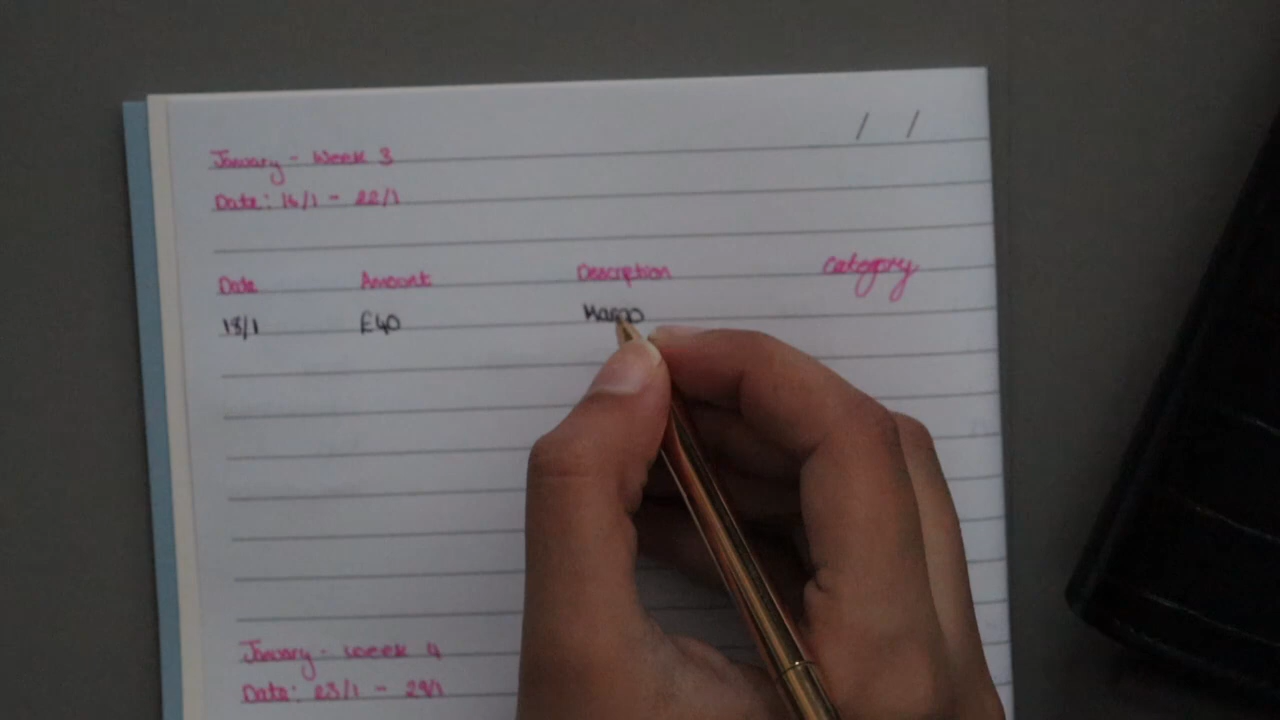 / /
January - Week 3
Date: 16/1 - 22/1
Date Amount Description Category
18/1 £40
January - week 4
Date: 23/1 - 29/1